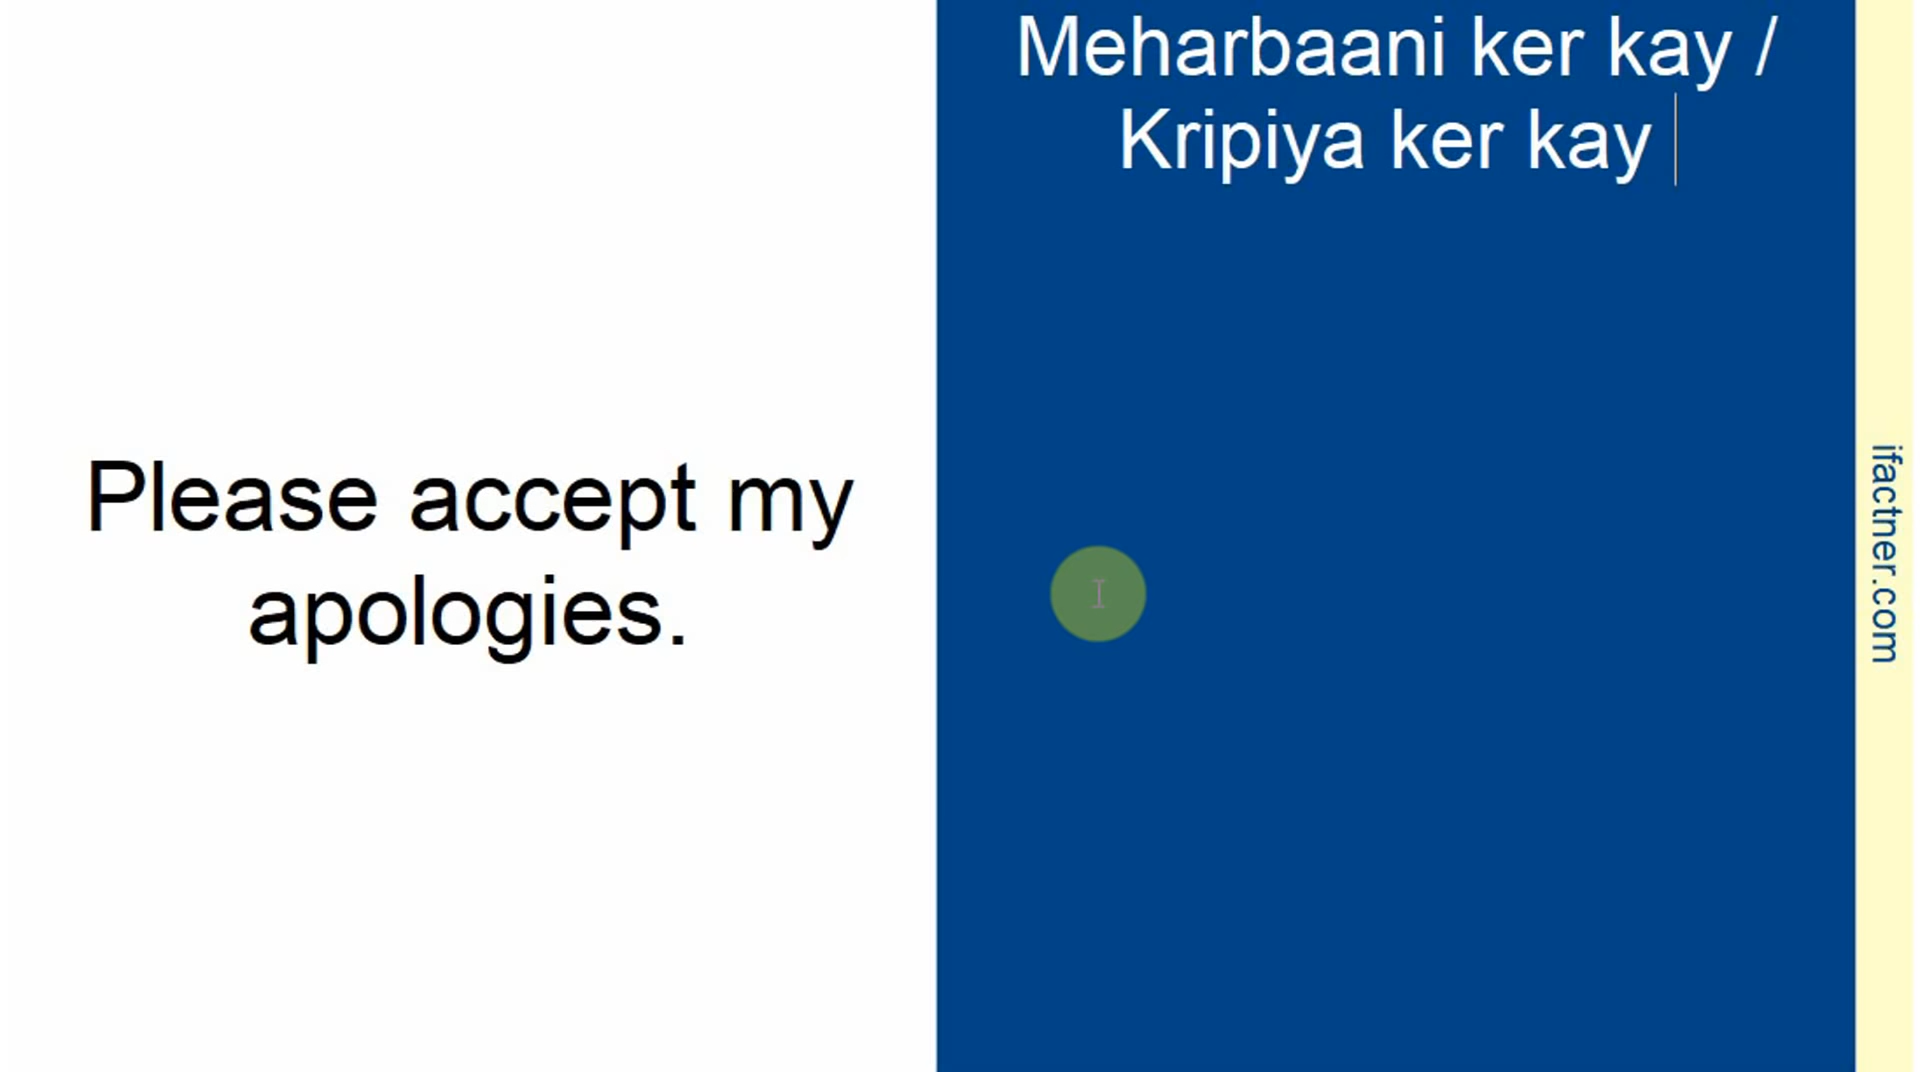 Please accept my
apologies.
Meharbaani ker kay /
Kripiya ker kay
ifactner.com